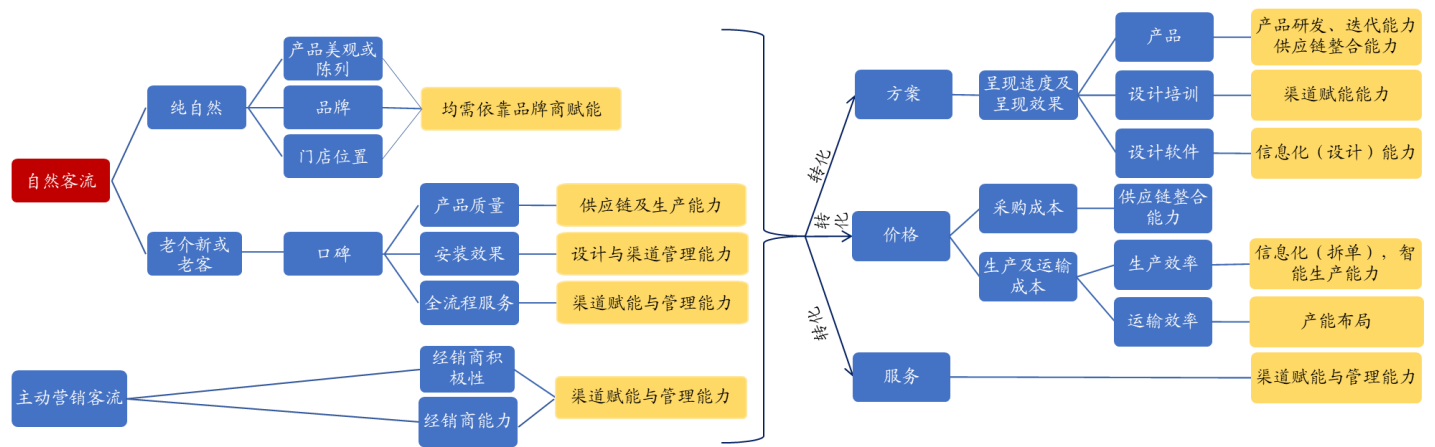 自然客流
纯自然
产品美观或
陈列
品牌
门店位置
均需依靠品牌商赋能
老介新或
老客
口碑
产品质量
供应链及生产能力
安装效果
设计与渠道管理能力
全流程服务
渠道赋能与管理能力
主动营销客流
经销商积
极性
经销商能力
渠道赋能与管理能力
转化
转化
转化
方案
呈现速度及
呈现效果
产品
产品研发、迭代能力
供应链整合能力
设计培训
渠道赋能能力
设计软件
信息化（设计）能力
价格
采购成本
供应链整合
能力
生产及运输
成本
生产效率
信息化（拆单），智
能生产能力
运输效率
产能布局
服务
渠道赋能与管理能力